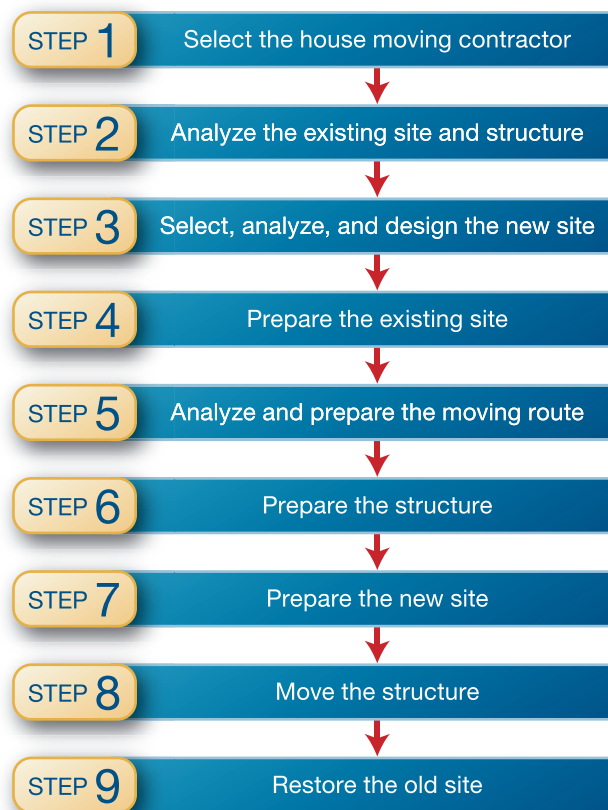 STEP 1 Select the house moving contractor
STEP 2 Analyze the existing site and structure
STEP 3 Select, analyze, and design the new site
STEP 4 Prepare the existing site
STEP 5 Analyze and prepare the moving route
STEP 6 Prepare the structure
STEP 7 Prepare the new site
STEP 8 Move the structure
STEP 9 Restore the old site